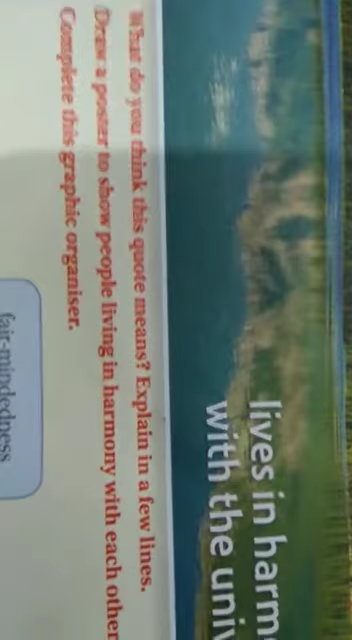 lives in harm
with the univ
What do you think this quote means? Explain in a few lines.
Draw a poster to show people living in harmony with each other
Complete this graphic organiser.
fair-mindedness